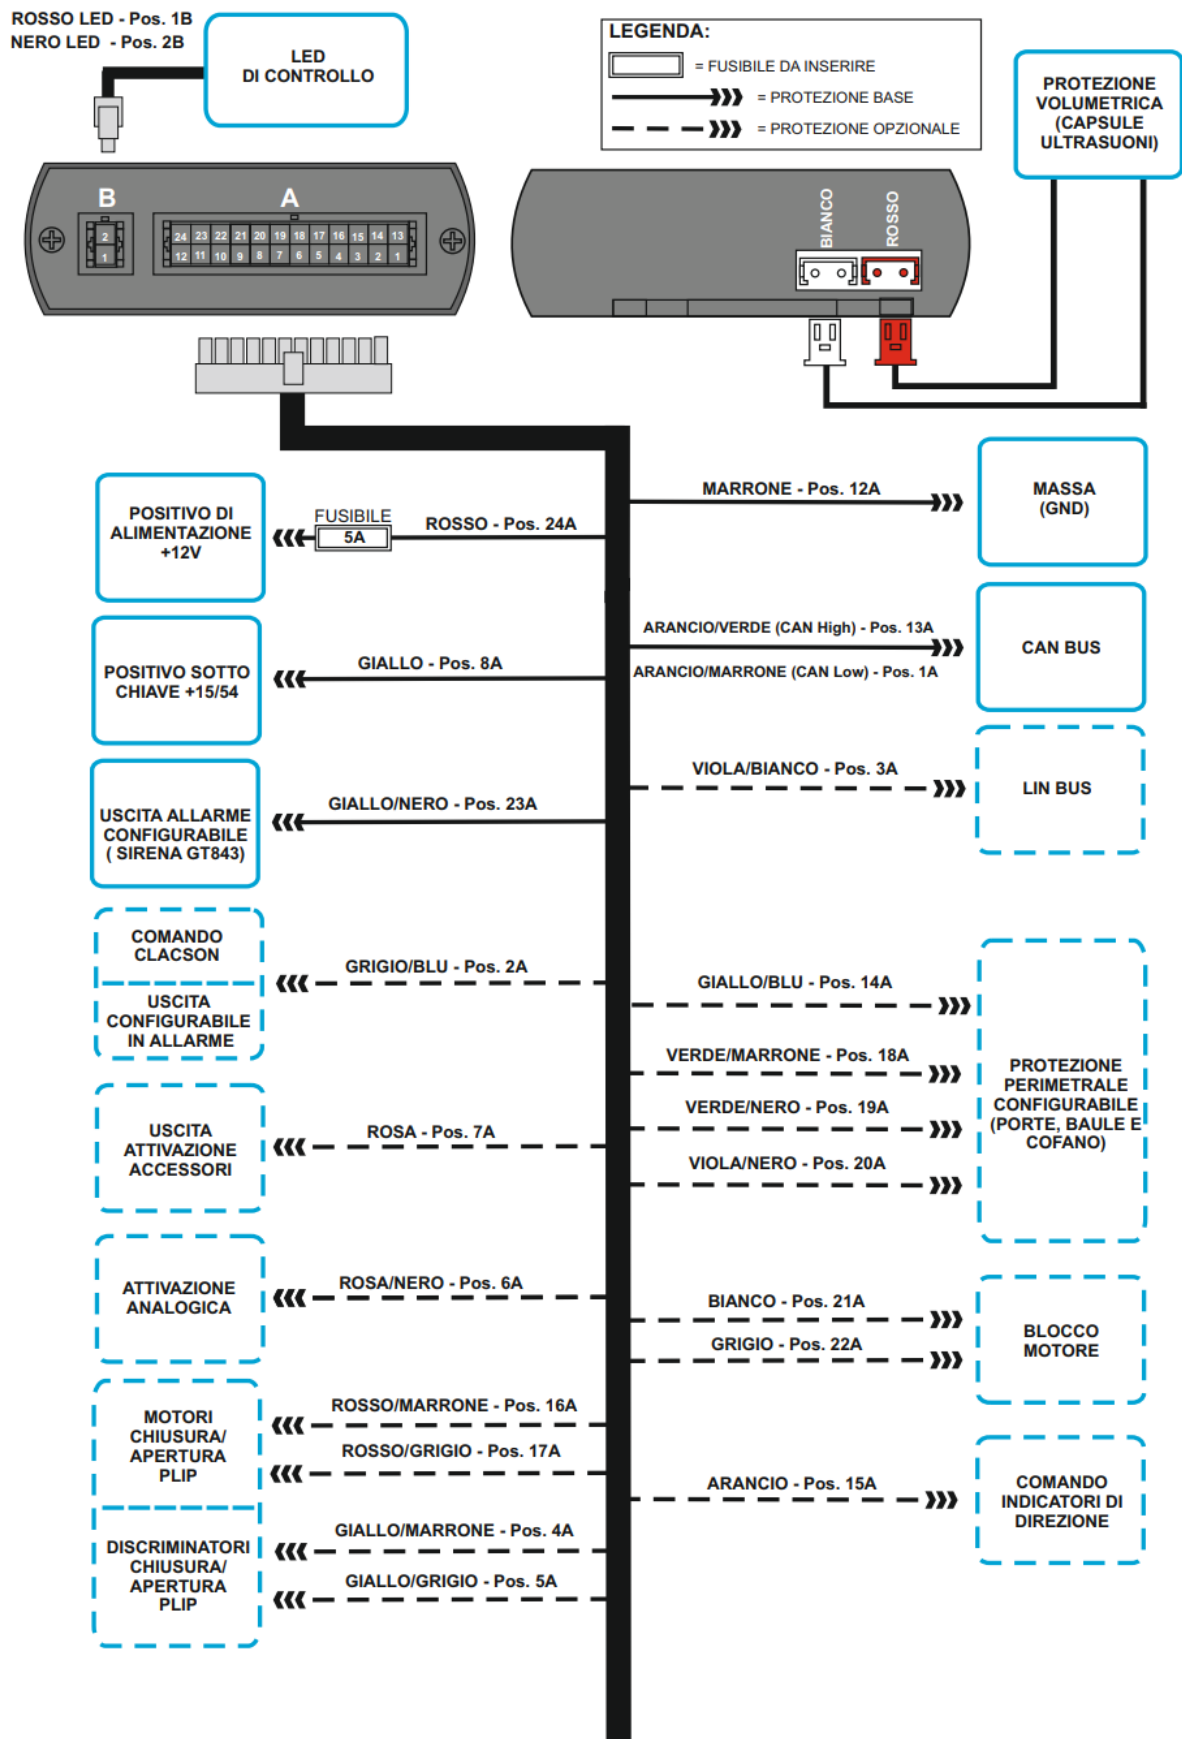 ROSSO LED - Pos. 1B
NERO LED - Pos. 2B
LED
DI CONTROLLO
LEGENDA:
= FUSIBILE DA INSERIRE
= PROTEZIONE BASE
= PROTEZIONE OPZIONALE
PROTEZIONE
VOLUMETRICA
(CAPSULE
ULTRASUONI)
B
A
2
1
24 23 22 21 20 19 18 17 16 15 14 13
12 11 10 9 8 7 6 5 4 3 2 1
BIANCO
ROSSO
POSITIVO DI
ALIMENTAZIONE
+12V
FUSIBILE
5A
ROSSO - Pos. 24A
MARRONE - Pos. 12A
MASSA
(GND)
POSITIVO SOTTO
CHIAVE +15/54
GIALLO - Pos. 8A
ARANCIO/VERDE (CAN High) - Pos. 13A
ARANCIO/MARRONE (CAN Low) - Pos. 1A
CAN BUS
USCITA ALLARME
CONFIGURABILE
( SIRENA GT843)
GIALLO/NERO - Pos. 23A
VIOLA/BIANCO - Pos. 3A
LIN BUS
COMANDO
CLACSON
USCITA
CONFIGURABILE
IN ALLARME
GRIGIO/BLU - Pos. 2A
GIALLO/BLU - Pos. 14A
VERDE/MARRONE - Pos. 18A
VERDE/NERO - Pos. 19A
VIOLA/NERO - Pos. 20A
PROTEZIONE
PERIMETRALE
CONFIGURABILE
(PORTE, BAULE E
COFANO)
USCITA
ATTIVAZIONE
ACCESSORI
ROSA - Pos. 7A
ATTIVAZIONE
ANALOGICA
ROSA/NERO - Pos. 6A
BIANCO - Pos. 21A
GRIGIO - Pos. 22A
BLOCCO
MOTORE
MOTORI
CHIUSURA/
APERTURA
PLIP
ROSSO/MARRONE - Pos. 16A
ROSSO/GRIGIO - Pos. 17A
ARANCIO - Pos. 15A
COMANDO
INDICATORI DI
DIREZIONE
DISCRIMINATORI
CHIUSURA/
APERTURA
PLIP
GIALLO/MARRONE - Pos. 4A
GIALLO/GRIGIO - Pos. 5A